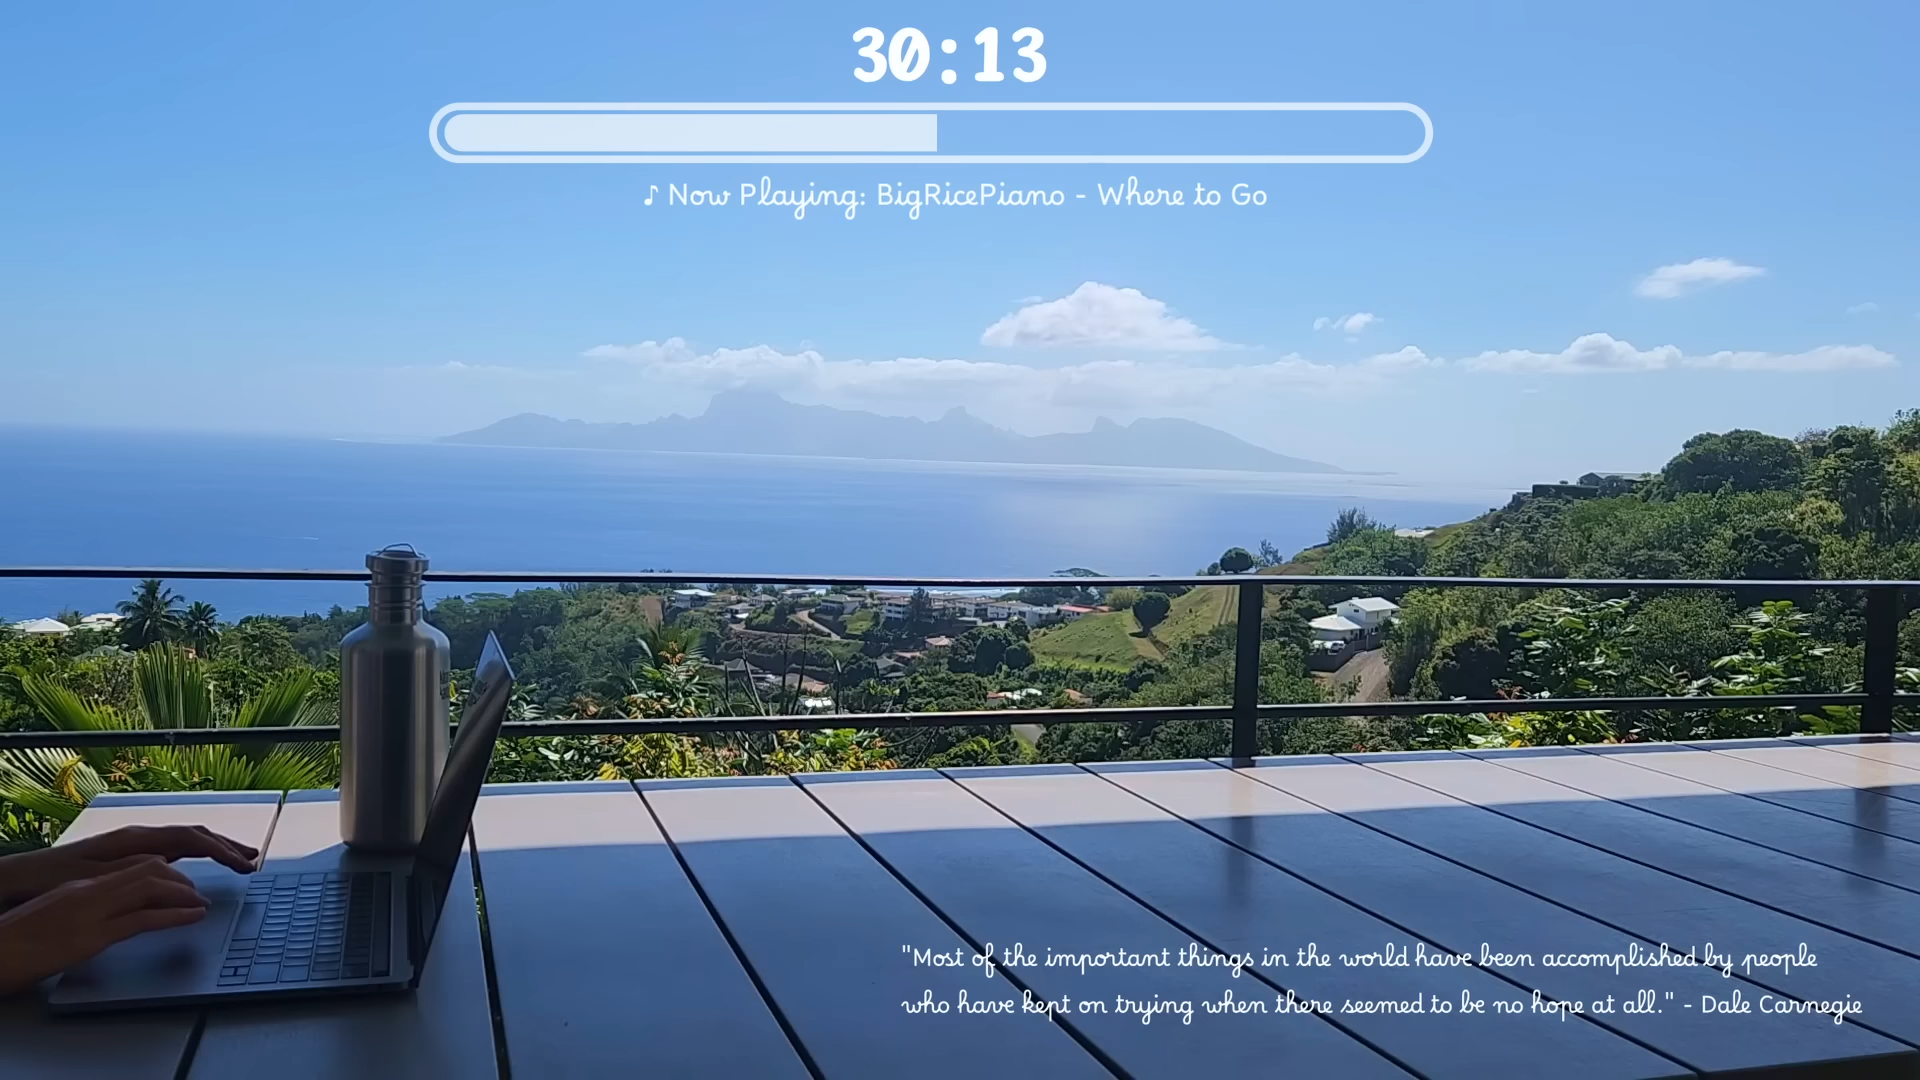 30:13
♪ Now Playing: BigRicePiano - Where to Go
"Most of the important things in the world have been accomplished by people
who have kept on trying when there seemed to be no hope at all." - Dale Carnegie